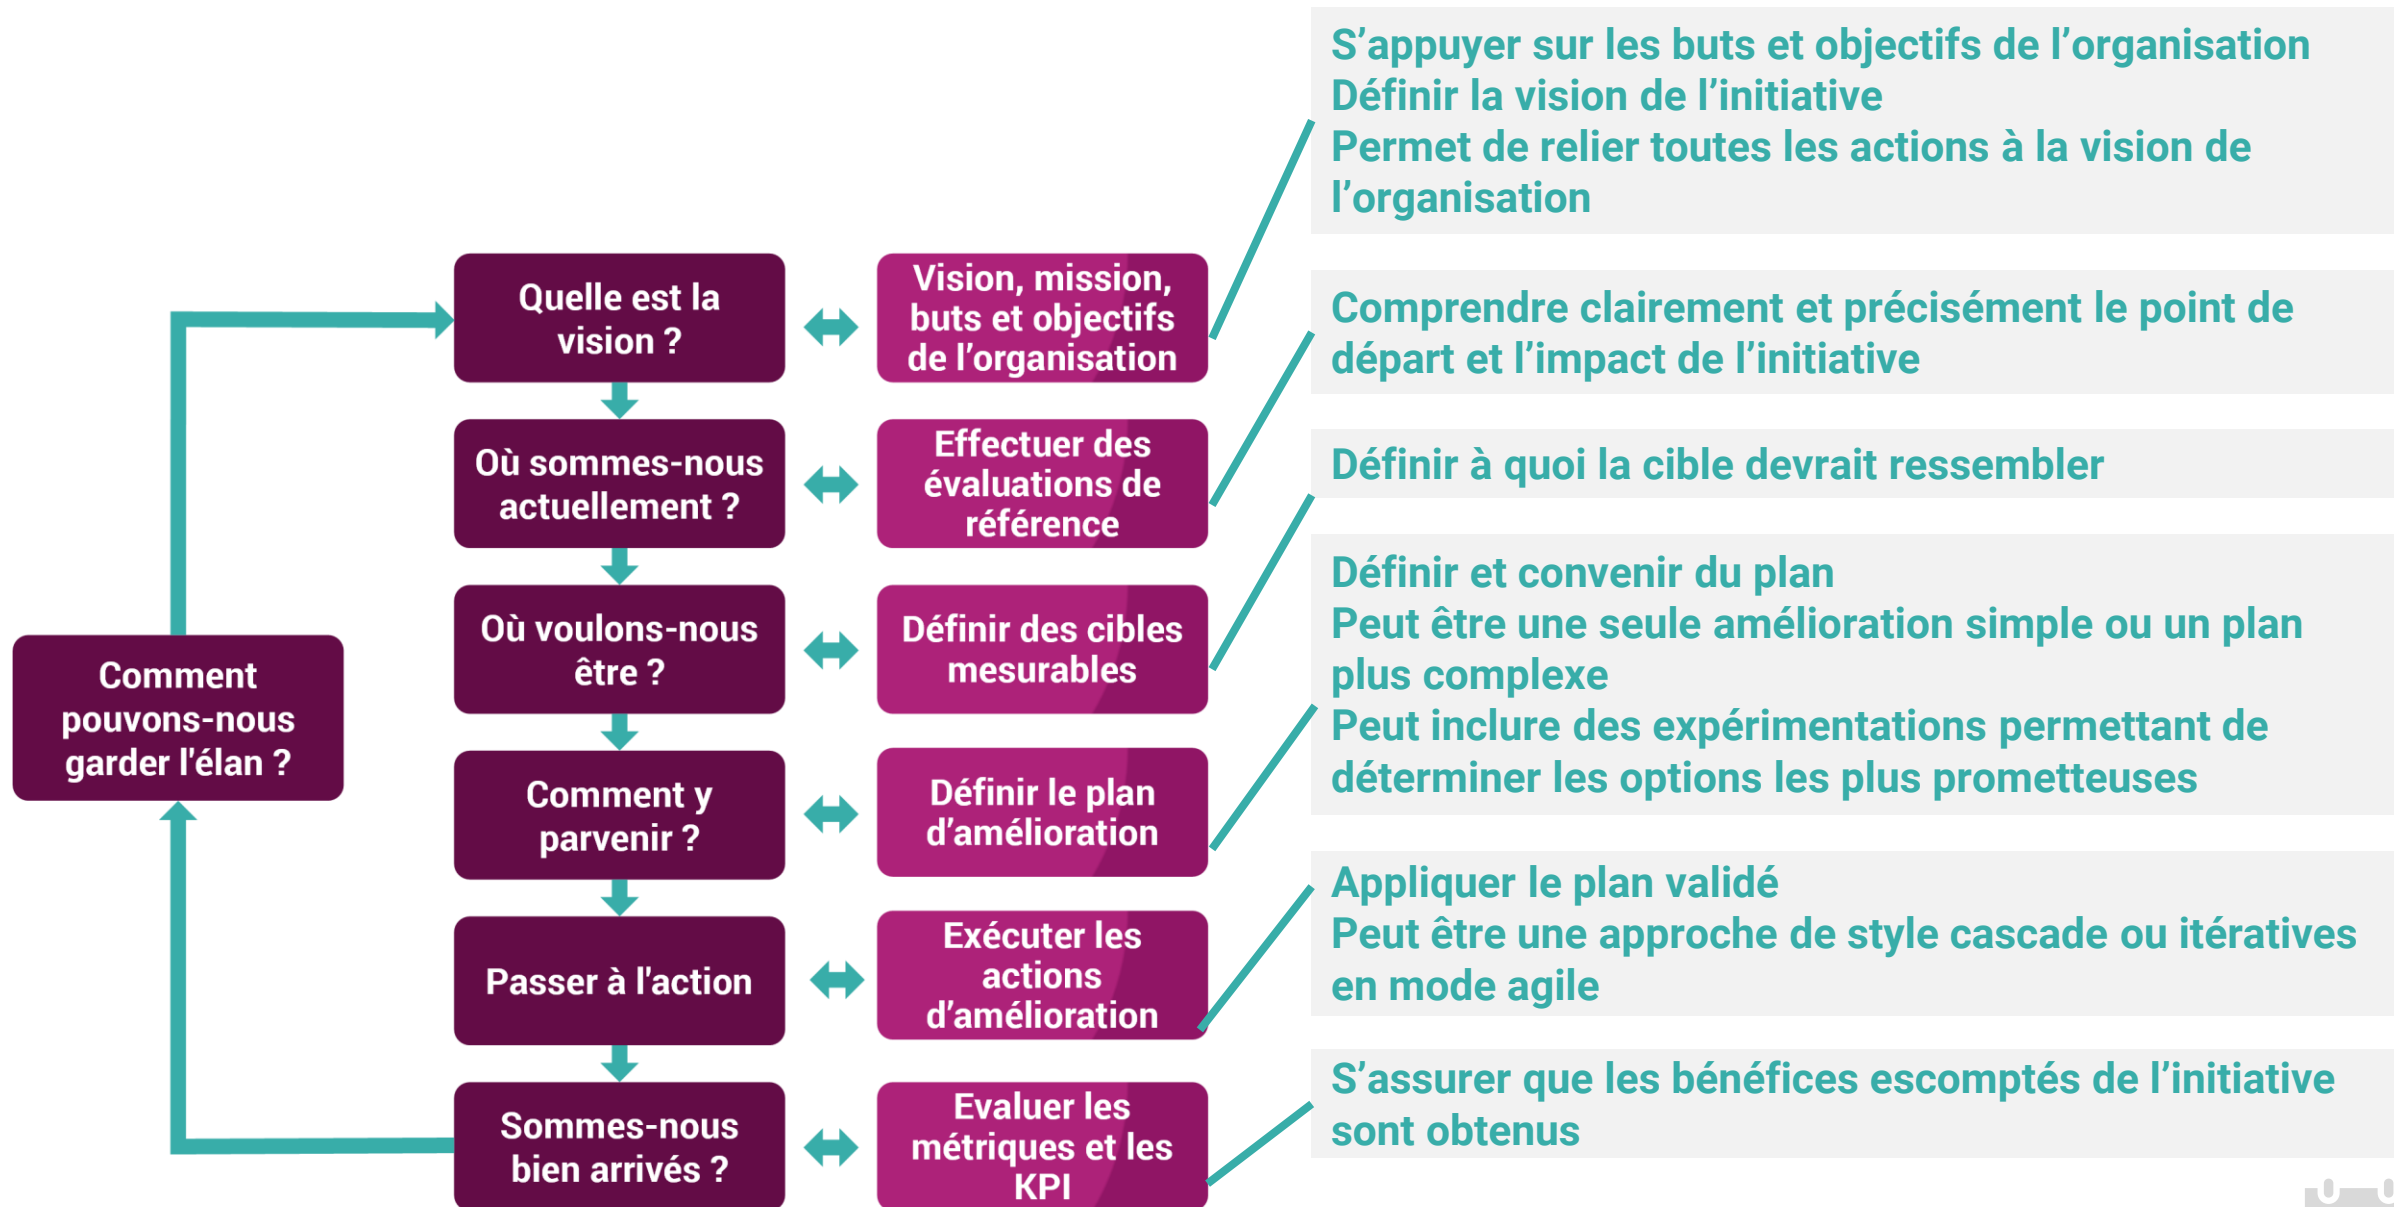 S’appuyer sur les buts et objectifs de l’organisation
Définir la vision de l’initiative
Permet de relier toutes les actions à la vision de
l’organisation
Quelle est la
vision ?
Vision, mission,
buts et objectifs
de l’organisation
Comprendre clairement et précisément le point de
départ et l’impact de l’initiative
Où sommes-nous
actuellement ?
Effectuer des
évaluations de
référence
Définir à quoi la cible devrait ressembler
Où voulons-nous
être ?
Définir des cibles
mesurables
Définir et convenir du plan
Peut être une seule amélioration simple ou un plan
plus complexe
Peut inclure des expérimentations permettant de
déterminer les options les plus prometteuses
Comment
pouvons-nous
garder l'élan ?
Comment y
parvenir ?
Définir le plan
d’amélioration
Appliquer le plan validé
Peut être une approche de style cascade ou itératives
en mode agile
Passer à l'action
Exécuter les
actions
d’amélioration
S’assurer que les bénéfices escomptés de l’initiative
sont obtenus
Sommes-nous
bien arrivés ?
Evaluer les
métriques et les
KPI